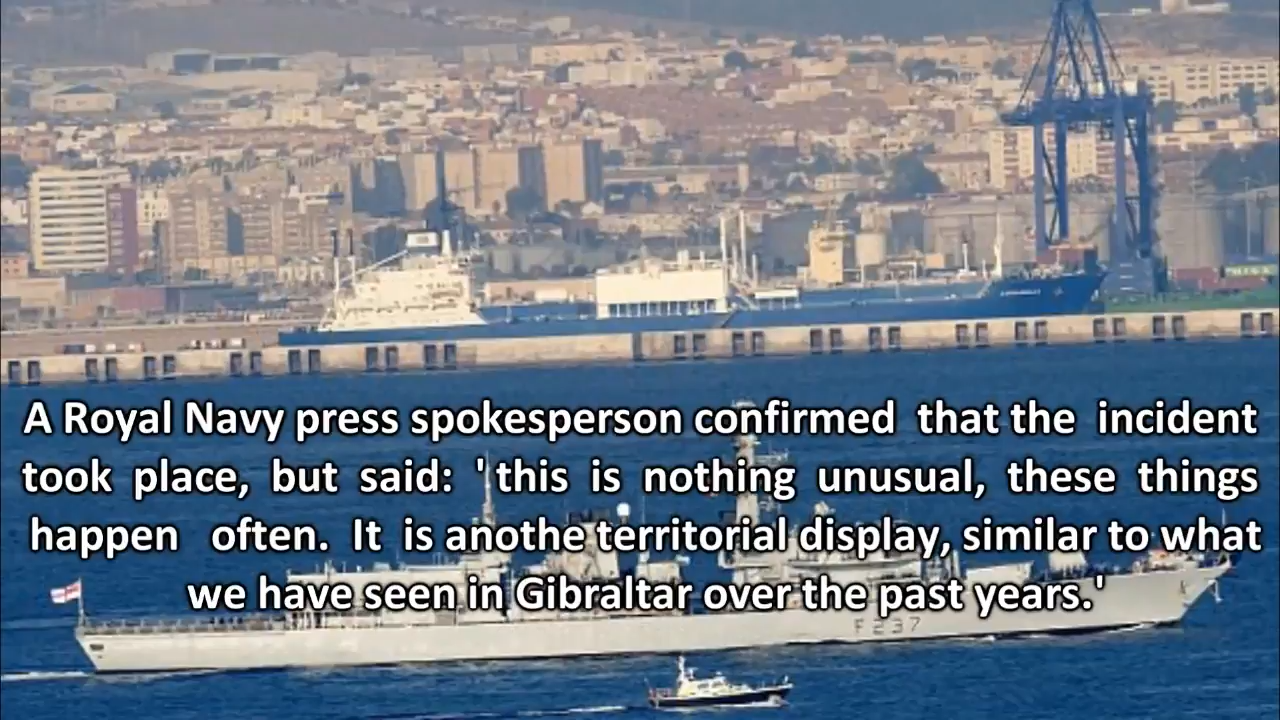 A Royal Navy press spokesperson confirmed that the incident
took place, but said: 'this is nothing unusual, these things
happen often. It is anothe territorial display, similar to what
we have seen in Gibraltar over the past years.'
F237